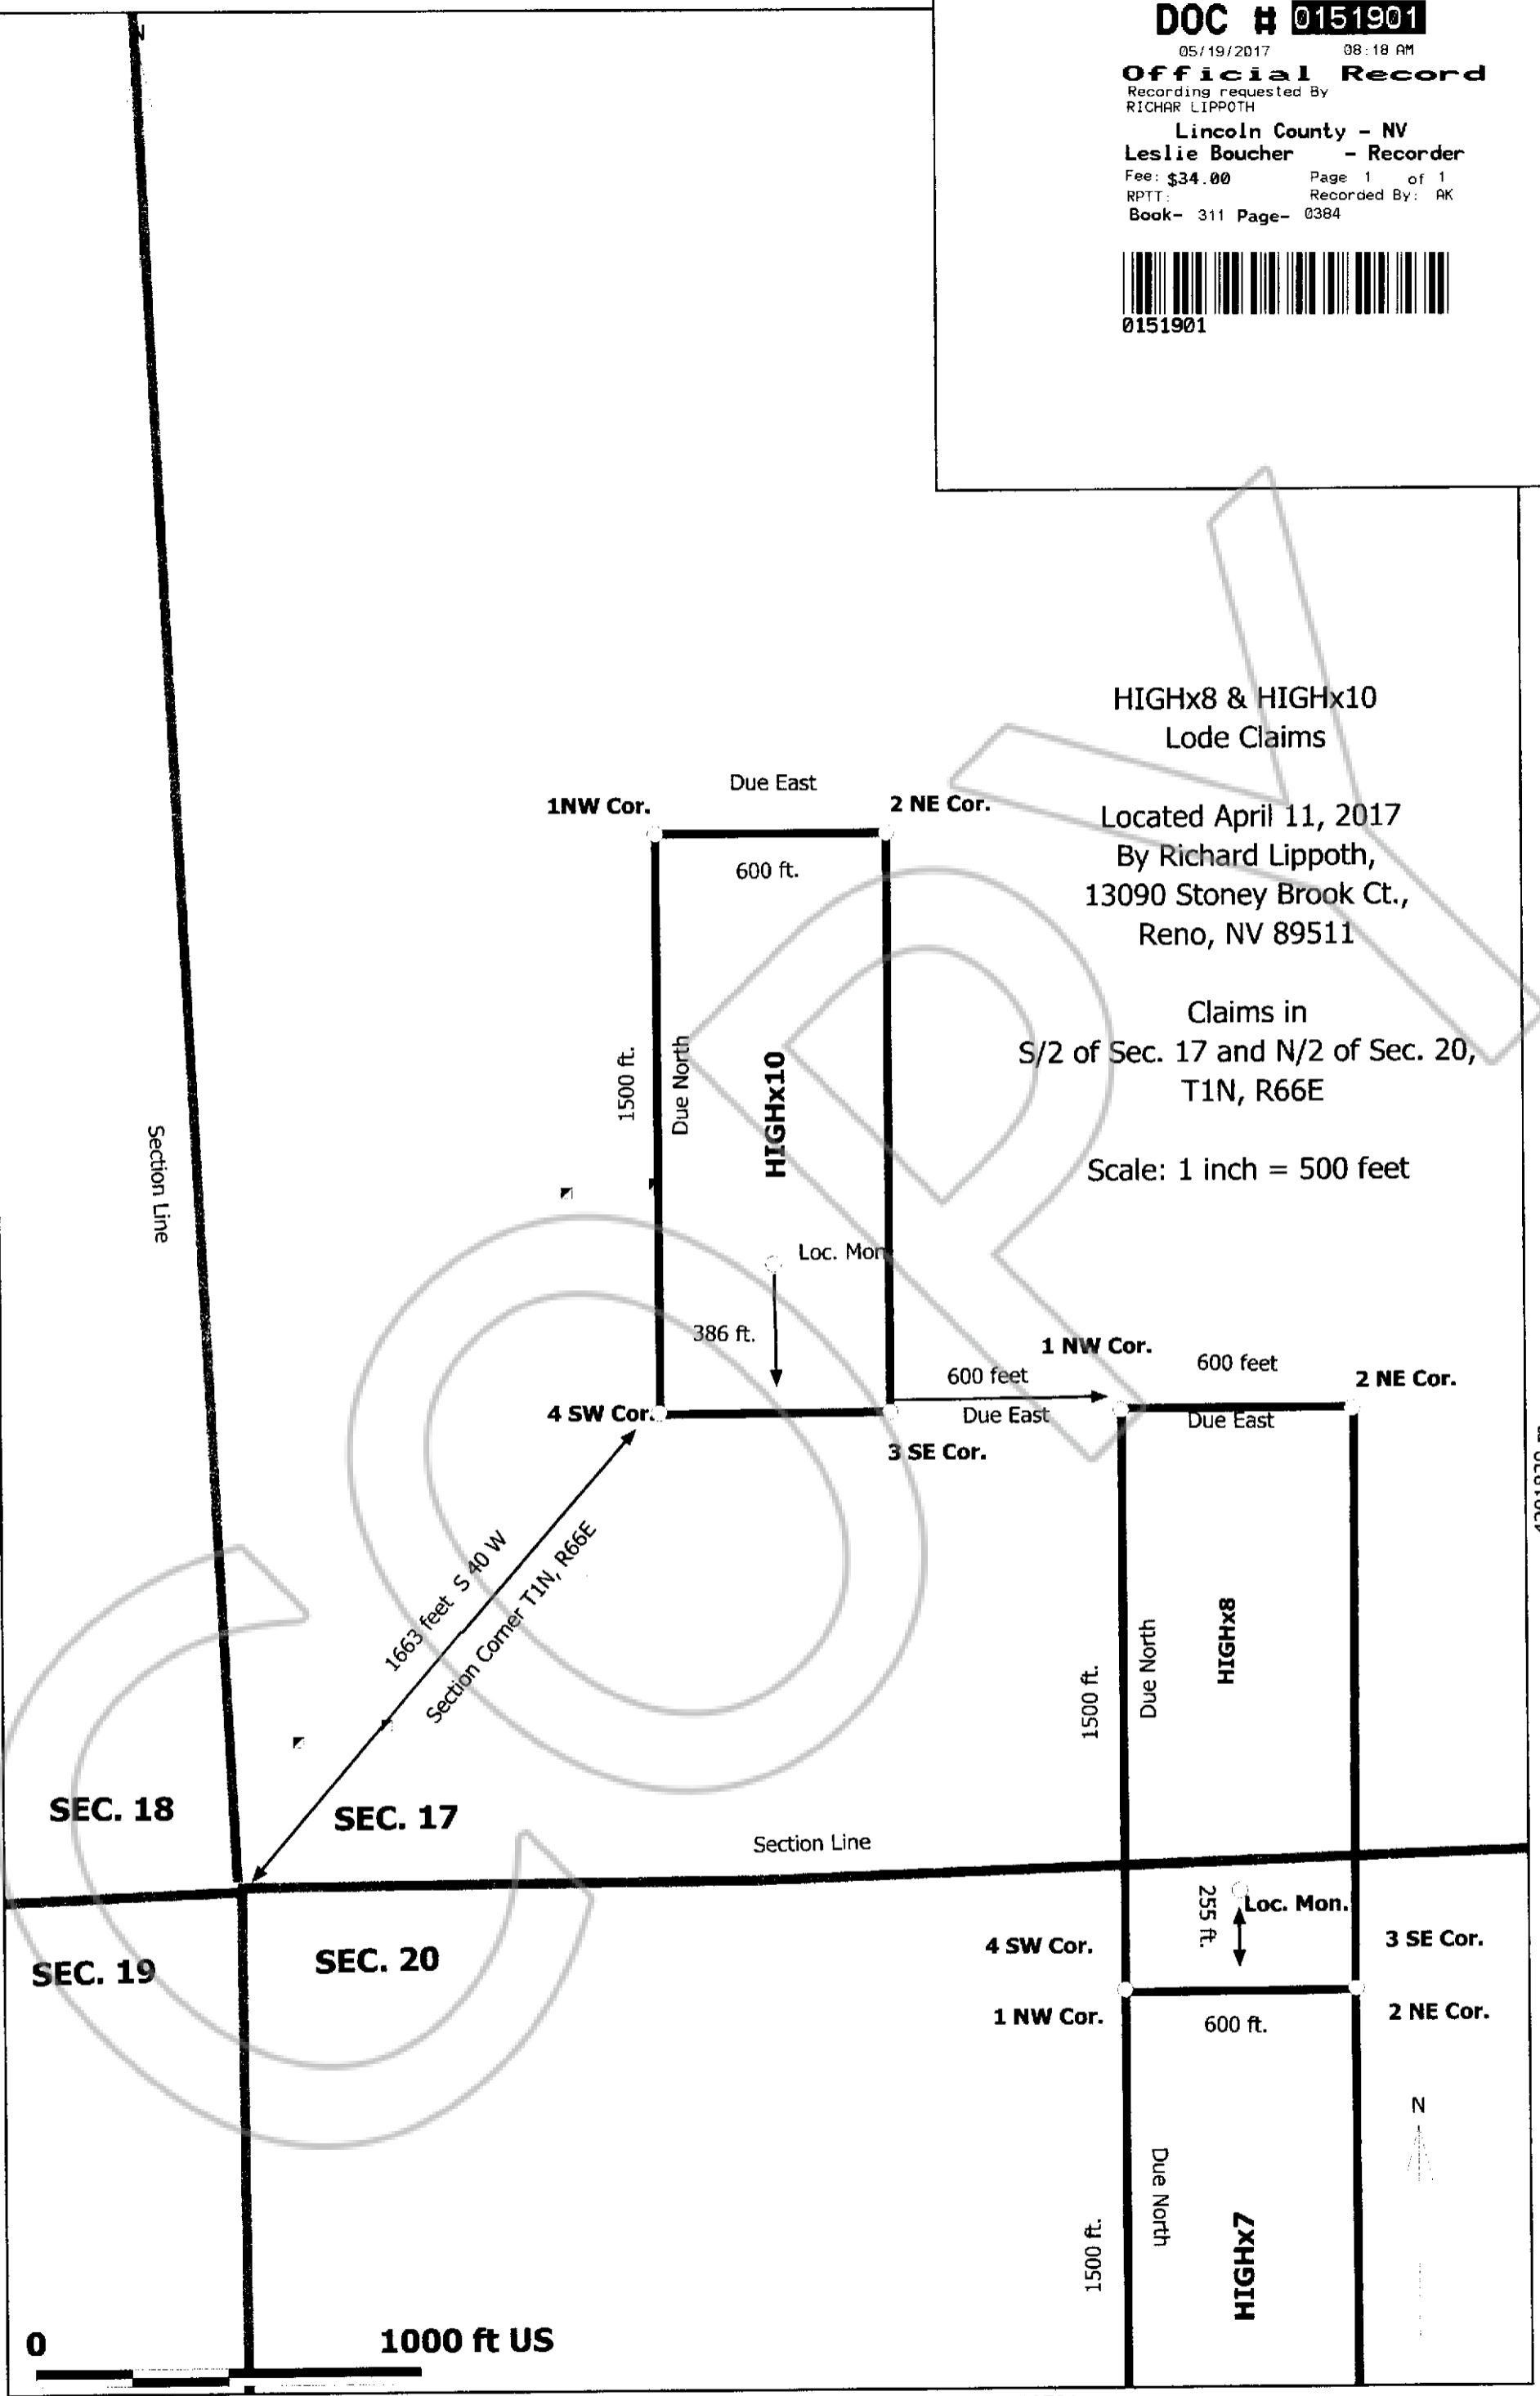 DOC # 0151901
05/19/2017 08:18 AM
Official Record
Recording requested By
RICHAR LIPPOTH
Lincoln County - NV
Leslie Boucher - Recorder
Fee: $34.00 Page 1 of 1
RPTT: Recorded By: AK
Book- 311 Page- 0384
0151901
N
HIGHx8 & HIGHx10
Lode Claims
Located April 11, 2017
By Richard Lippoth,
13090 Stoney Brook Ct.,
Reno, NV 89511
Claims in
S/2 of Sec. 17 and N/2 of Sec. 20,
T1N, R66E
Scale: 1 inch = 500 feet
Due East
1NW Cor.
2 NE Cor.
600 ft.
1500 ft.
Due North
HIGHx10
Section Line
Loc. Mon
386 ft.
4 SW Cor.
3 SE Cor.
600 feet
Due East
1 NW Cor.
600 feet
2 NE Cor.
Due East
1663 feet S 40 W
Section Corner T1N, R66E
1500 ft.
Due North
HIGHx8
SEC. 18
SEC. 17
Section Line
255 ft.
Loc. Mon.
4 SW Cor.
3 SE Cor.
SEC. 19
SEC. 20
1 NW Cor.
600 ft.
2 NE Cor.
N
Due North
1500 ft.
HIGHx7
0
1000 ft US
COPY